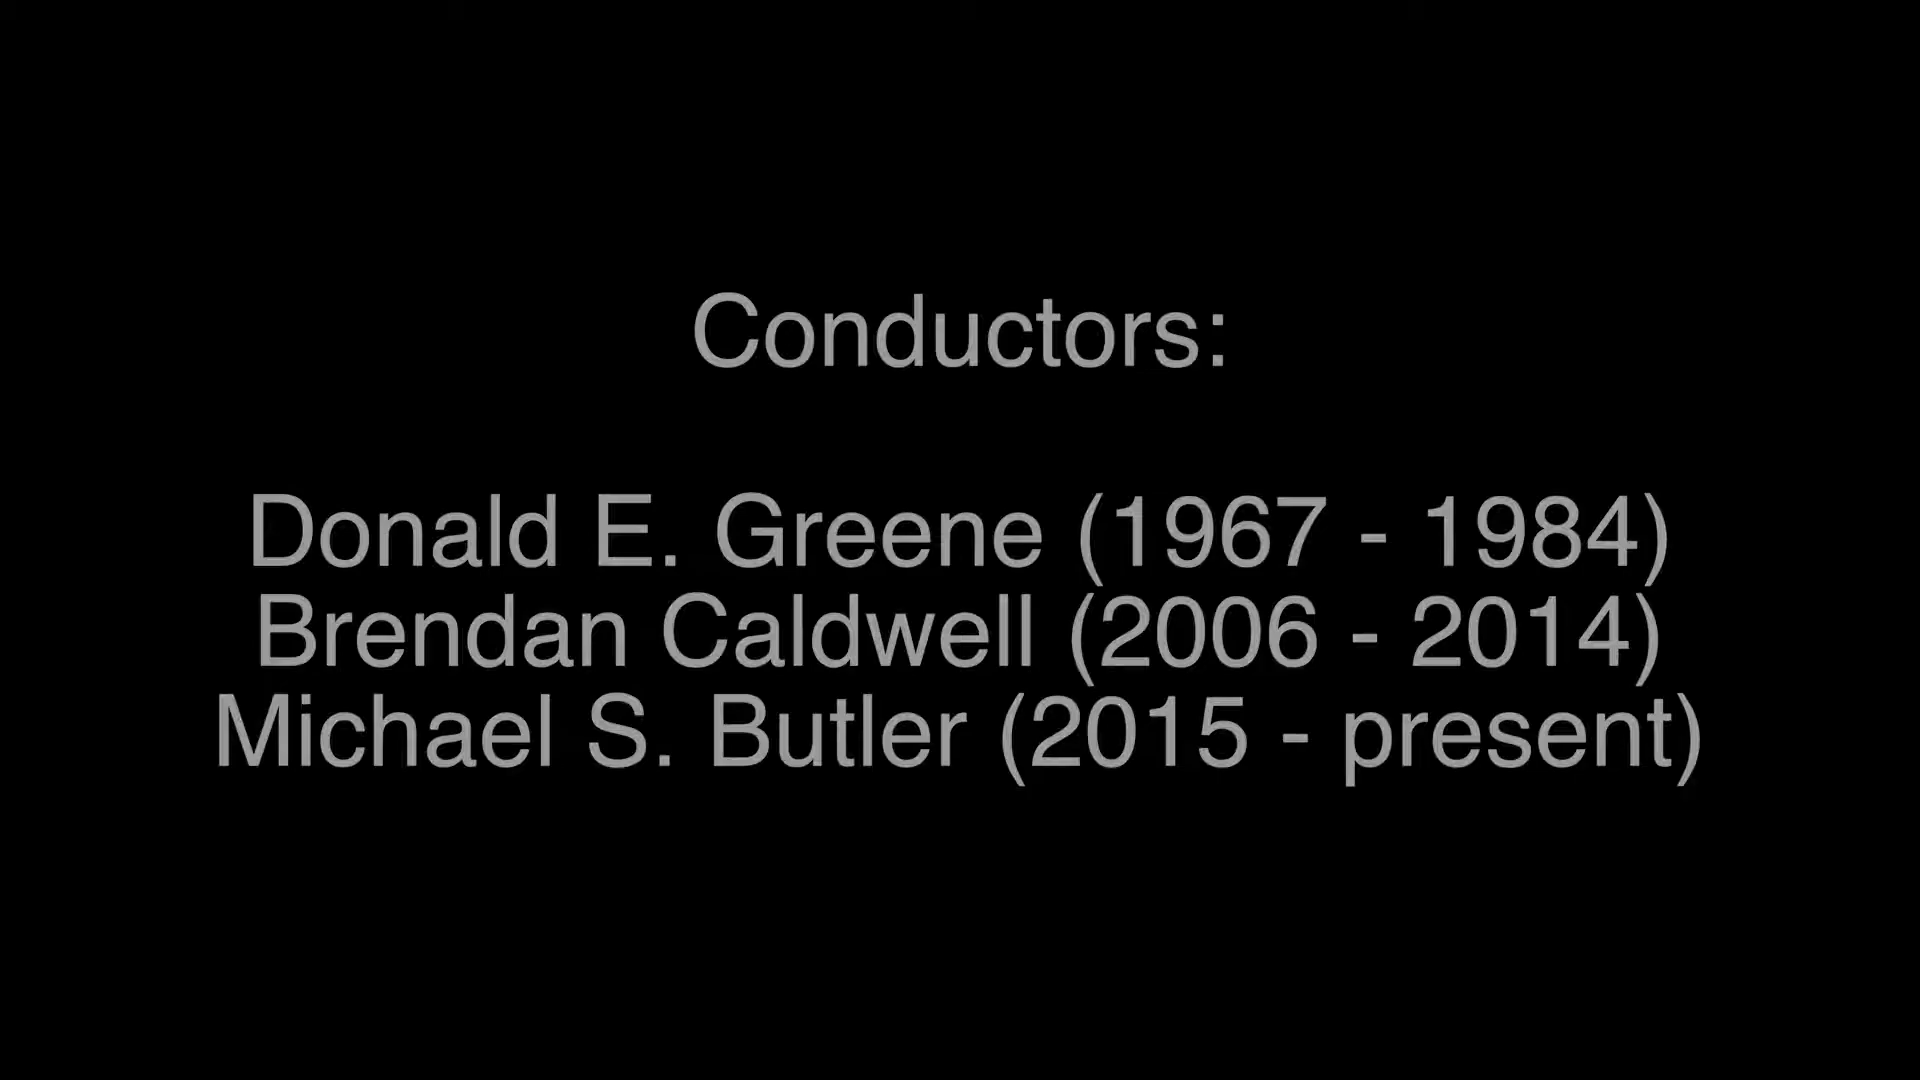 Conductors:
Donald E. Greene (1967 - 1984)
Brendan Caldwell (2006 - 2014)
Michael S. Butler (2015 - present)